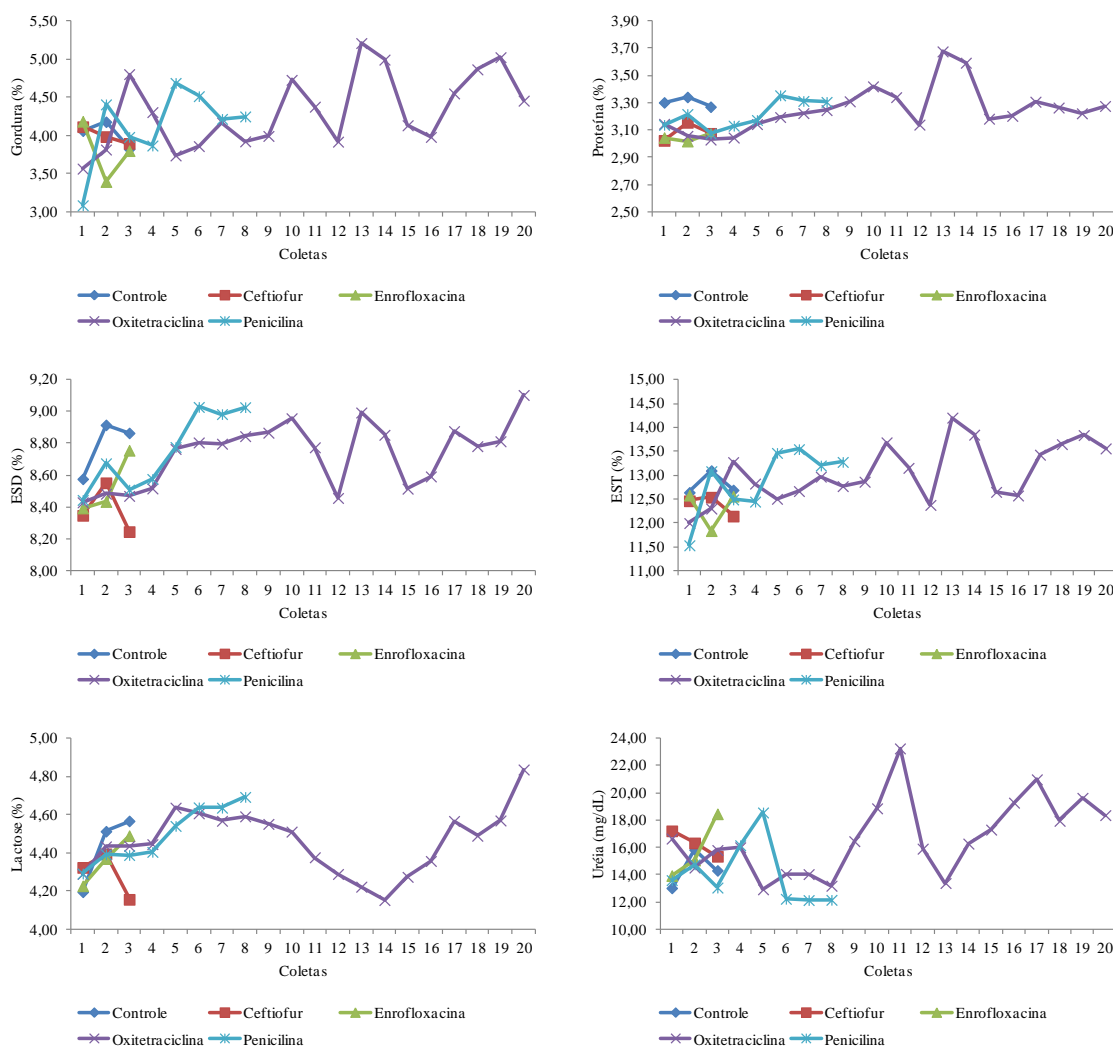 Gordura (%)
5,50
5,00
4,50
4,00
3,50
3,00
1 2 3 4 5 6 7 8 9 10 11 12 13 14 15 16 17 18 19 20
Coletas
Controle Ceftiofur Enrofloxacina
Oxitetraciclina Penicilina
Proteína (%)
3,90
3,70
3,50
3,30
3,10
2,90
2,70
2,50
1 2 3 4 5 6 7 8 9 10 11 12 13 14 15 16 17 18 19 20
Coletas
Controle Ceftiofur Enrofloxacina
Oxitetraciclina Penicilina
ESD (%)
9,20
9,00
8,80
8,60
8,40
8,20
8,00
1 2 3 4 5 6 7 8 9 10 11 12 13 14 15 16 17 18 19 20
Coletas
Controle Ceftiofur Enrofloxacina
Oxitetraciclina Penicilina
EST (%)
15,00
14,50
14,00
13,50
13,00
12,50
12,00
11,50
11,00
1 2 3 4 5 6 7 8 9 10 11 12 13 14 15 16 17 18 19 20
Coletas
Controle Ceftiofur Enrofloxacina
Oxitetraciclina Penicilina
Lactose (%)
5,00
4,80
4,60
4,40
4,20
4,00
1 2 3 4 5 6 7 8 9 10 11 12 13 14 15 16 17 18 19 20
Coletas
Controle Ceftiofur Enrofloxacina
Oxitetraciclina Penicilina
Uréia (mg/dL)
24,00
22,00
20,00
18,00
16,00
14,00
12,00
10,00
1 2 3 4 5 6 7 8 9 10 11 12 13 14 15 16 17 18 19 20
Coletas
Controle Ceftiofur Enrofloxacina
Oxitetraciclina Penicilina